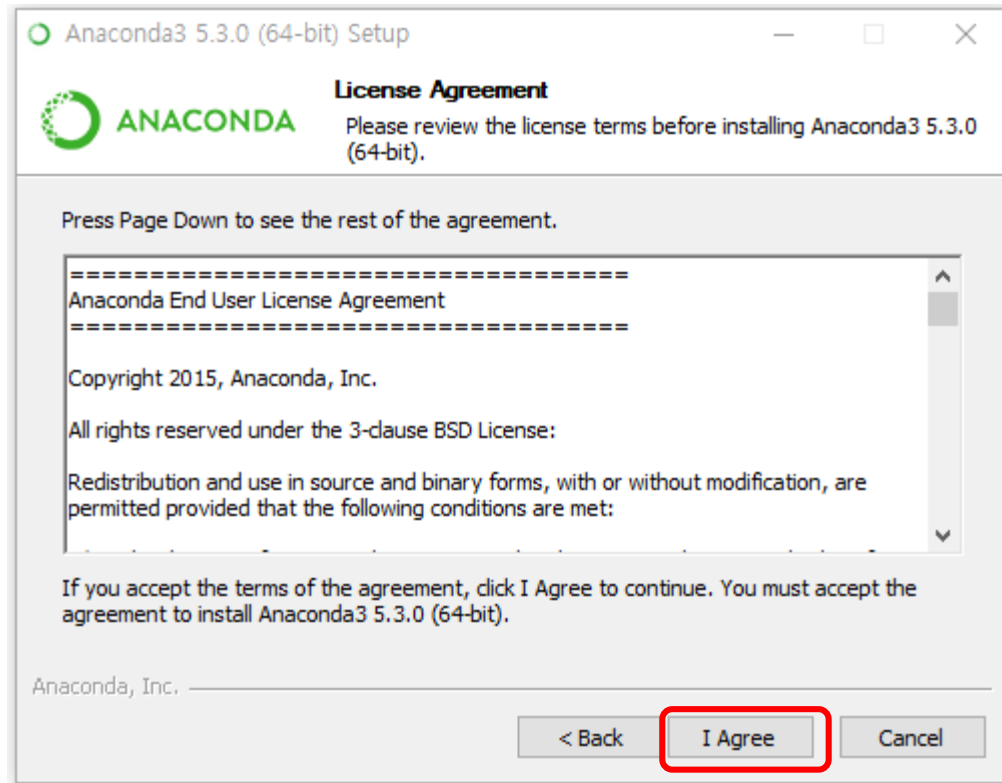 Anaconda3 5.3.0 (64-bit) Setup
ANACONDA
License Agreement
Please review the license terms before installing Anaconda3 5.3.0
(64-bit).
Press Page Down to see the rest of the agreement.
===================================
Anaconda End User License Agreement
===================================
Copyright 2015, Anaconda, Inc.
All rights reserved under the 3-clause BSD License:
Redistribution and use in source and binary forms, with or without modification, are
permitted provided that the following conditions are met:
If you accept the terms of the agreement, click I Agree to continue. You must accept the
agreement to install Anaconda3 5.3.0 (64-bit).
Anaconda, Inc.
< Back
I Agree
Cancel